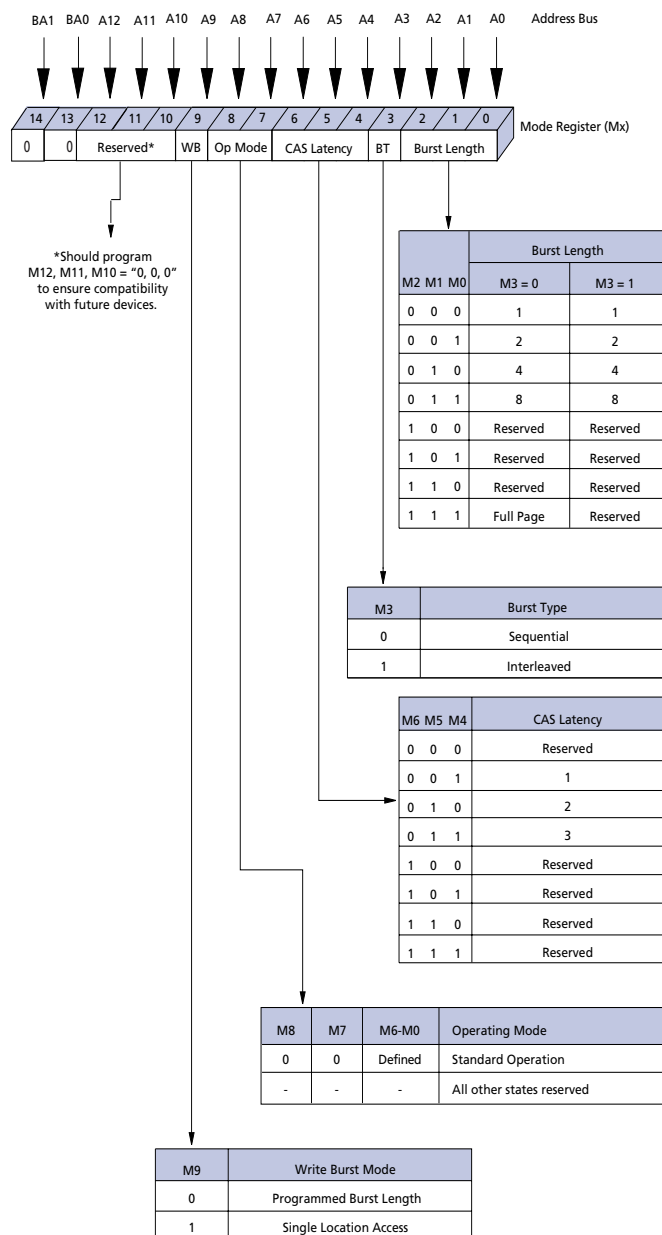 BA1 BA0 A12 A11 A10 A9 A8 A7 A6 A5 A4 A3 A2 A1 A0 Address Bus
14 13 12 11 10 9 8 7 6 5 4 3 2 1 0
Mode Register (Mx)
0 0 Reserved* WB Op Mode CAS Latency BT Burst Length
*Should program
M12, M11, M10 = “0, 0, 0”
to ensure compatibility
with future devices.
Burst Length
M2 M1 M0 M3 = 0 M3 = 1
0 0 0 1 1
0 0 1 2 2
0 1 0 4 4
0 1 1 8 8
1 0 0 Reserved Reserved
1 0 1 Reserved Reserved
1 1 0 Reserved Reserved
1 1 1 Full Page Reserved
M3 Burst Type
0 Sequential
1 Interleaved
M6 M5 M4 CAS Latency
0 0 0 Reserved
0 0 1 1
0 1 0 2
0 1 1 3
1 0 0 Reserved
1 0 1 Reserved
1 1 0 Reserved
1 1 1 Reserved
M8 M7 M6-M0 Operating Mode
0 0 Defined Standard Operation
- - - All other states reserved
M9 Write Burst Mode
0 Programmed Burst Length
1 Single Location Access